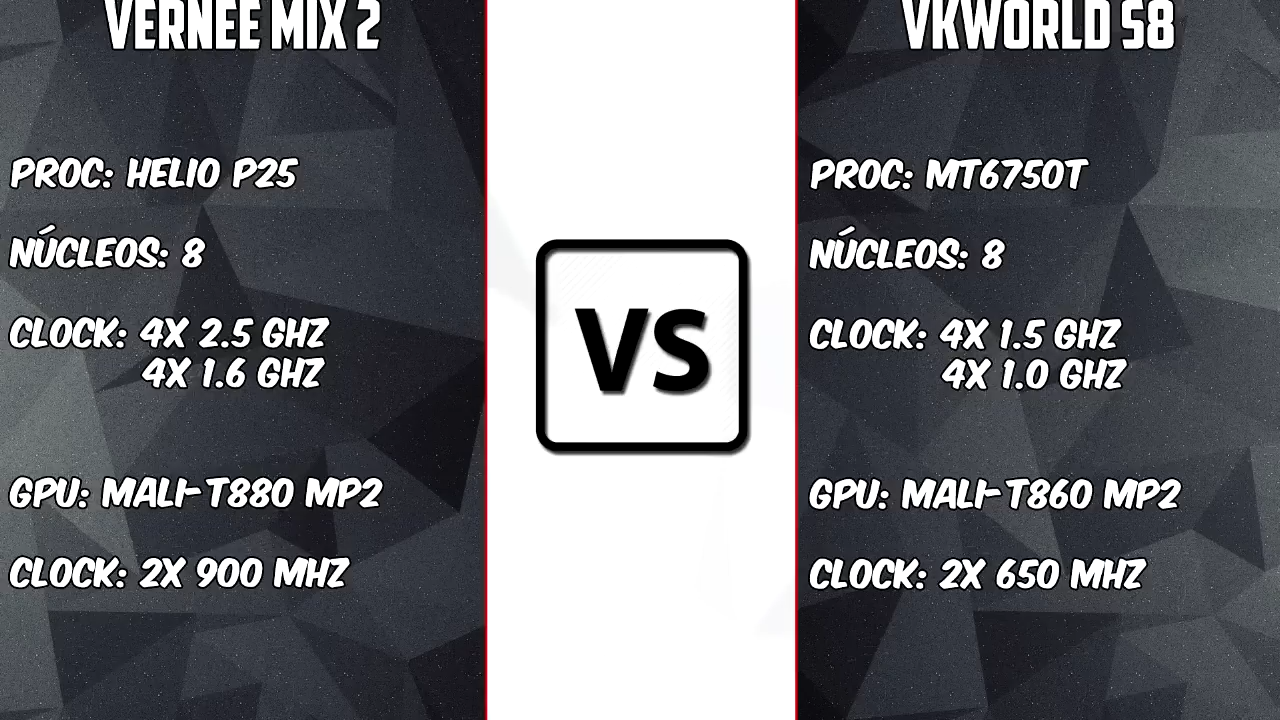 VERNEE MIX 2
PROC: HELIO P25
NÚCLEOS: 8
CLOCK: 4X 2.5 GHZ
4X 1.6 GHZ
GPU: MALI-T880 MP2
CLOCK: 2X 900 MHZ
VS
VKWORLD S8
PROC: MT6750T
NÚCLEOS: 8
CLOCK: 4X 1.5 GHZ
4X 1.0 GHZ
GPU: MALI-T860 MP2
CLOCK: 2X 650 MHZ